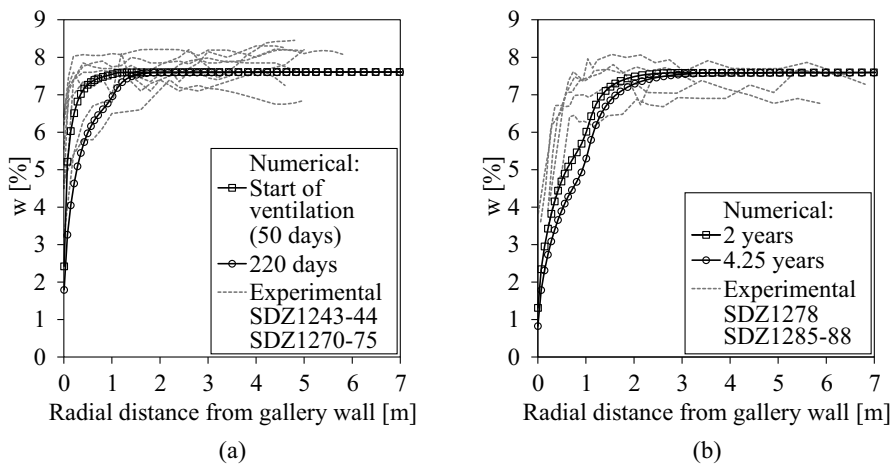 9
8
7
6
5
4
3
2
1
0
w [%]
0 1 2 3 4 5 6 7
Radial distance from gallery wall [m]
Numerical:
Start of
ventilation
(50 days)
220 days
Experimental
SDZ1243-44
SDZ1270-75
(a)
9
8
7
6
5
4
3
2
1
0
w [%]
0 1 2 3 4 5 6 7
Radial distance from gallery wall [m]
Numerical:
2 years
4.25 years
Experimental
SDZ1278
SDZ1285-88
(b)